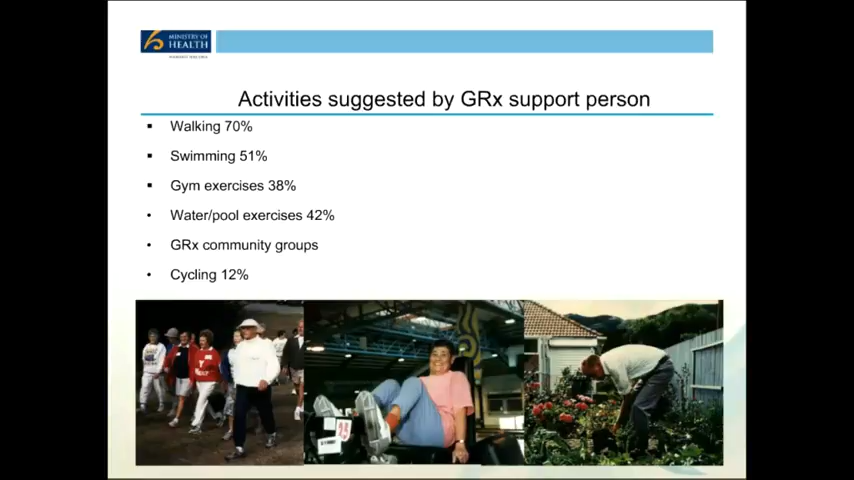 MINISTRY OF
HEALTH
Activities suggested by GRx support person
▪ Walking 70%
▪ Swimming 51%
▪ Gym exercises 38%
• Water/pool exercises 42%
• GRx community groups
• Cycling 12%